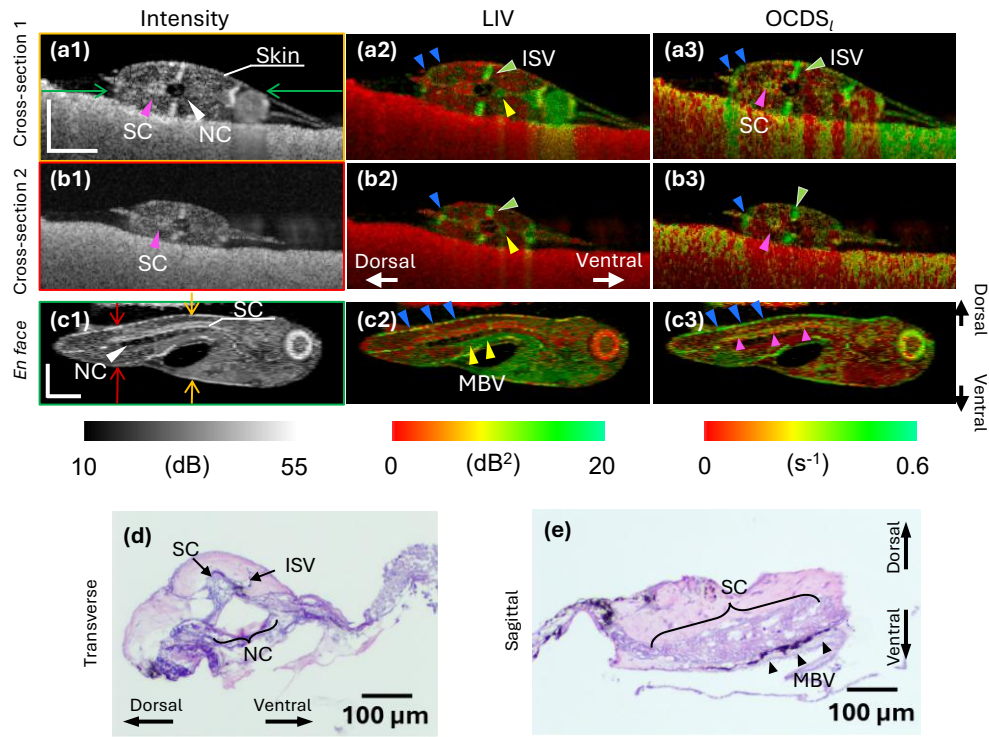 Intensity
LIV
OCDSl
Cross-section 1
(a1)
Skin
SC
NC
(a2)
ISV
(a3)
ISV
SC
Cross-section 2
(b1)
SC
(b2)
Dorsal
Ventral
(b3)
En face
(c1)
SC
NC
(c2)
MBV
(c3)
Dorsal
Ventral
10
(dB)
55
0
(dB2)
20
0
(s-1)
0.6
Transverse
(d)
SC
ISV
NC
Dorsal
Ventral
100 µm
Sagittal
(e)
SC
MBV
Dorsal
Ventral
100 µm